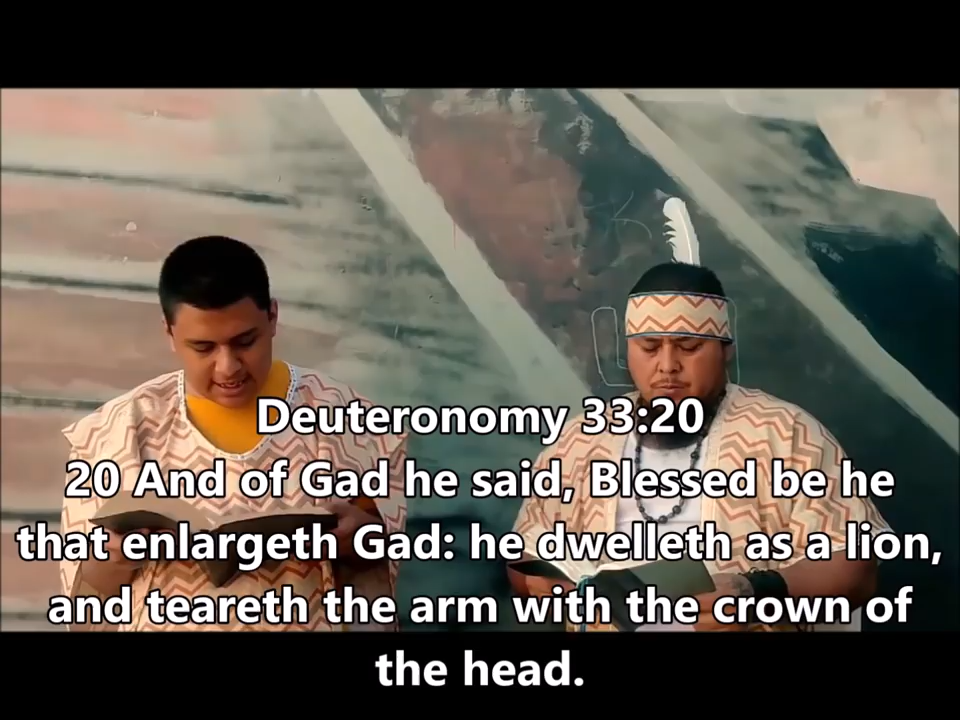 Deuteronomy 33:20
20 And of Gad he said, Blessed be he
that enlargeth Gad: he dwelleth as a lion,
and teareth the arm with the crown of
the head.